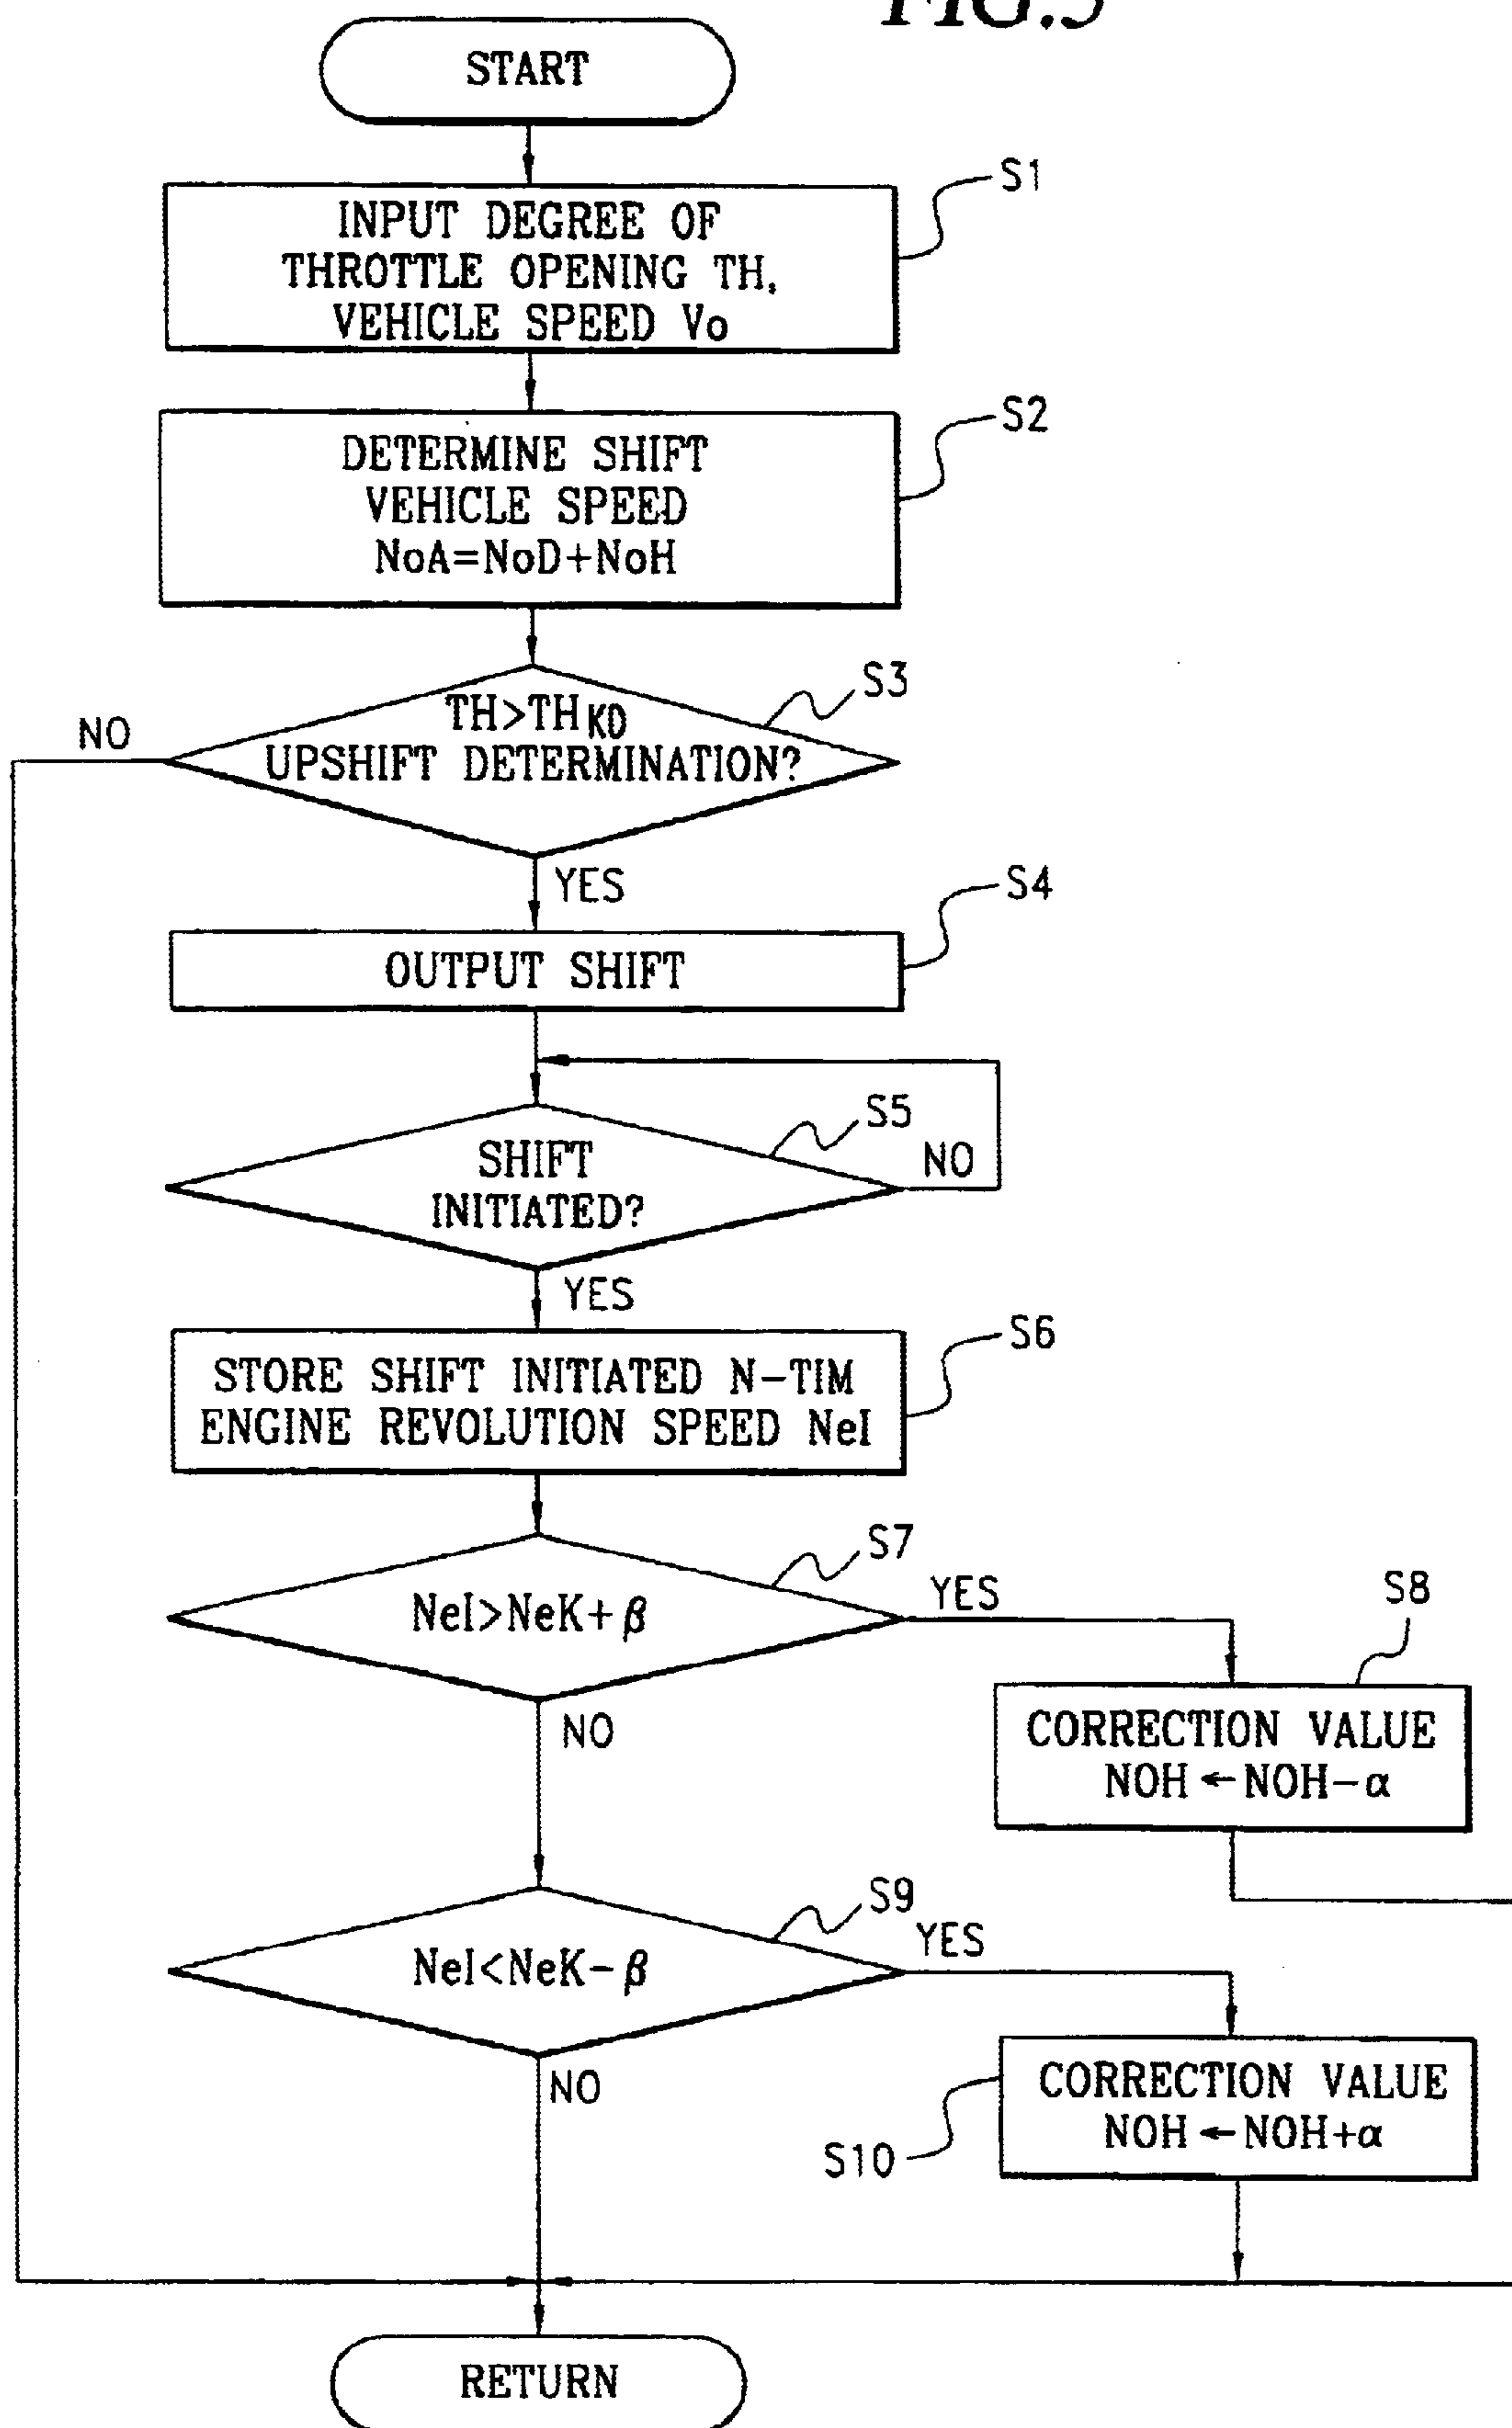 FIG.5
START
S1
INPUT DEGREE OF
THROTTLE OPENING TH,
VEHICLE SPEED Vo
S2
DETERMINE SHIFT
VEHICLE SPEED
NoA=NoD+NoH
S3
NO
TH>THKD
UPSHIFT DETERMINATION?
YES
S4
OUTPUT SHIFT
S5
NO
SHIFT
INITIATED?
YES
S6
STORE SHIFT INITIATED N-TIM
ENGINE REVOLUTION SPEED NeI
S7
YES
NeI>NeK+β
NO
S8
CORRECTION VALUE
NOH←NOH-α
S9
YES
NeI<NeK-β
NO
CORRECTION VALUE
NOH←NOH+α
S10
RETURN